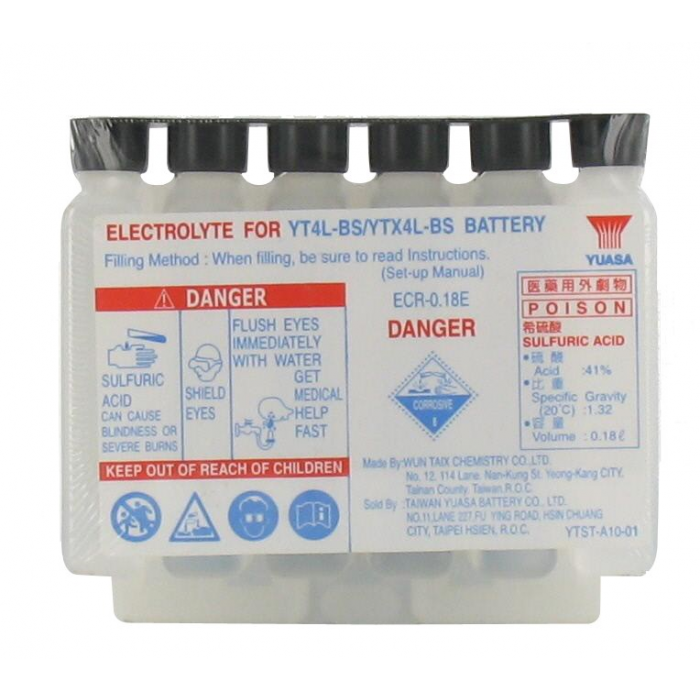 ELECTROLYTE FOR YT4L-BS/YTX4L-BS BATTERY
Filling Method : When filling, be sure to read Instructions.
(Set-up Manual)
YUASA
DANGER
SULFURIC
ACID
CAN CAUSE
BLINDNESS OR
SEVERE BURNS
SHIELD
EYES
FLUSH EYES
IMMEDIATELY
WITH WATER
GET
MEDICAL
HELP
FAST
KEEP OUT OF REACH OF CHILDREN
ECR-0.18E
DANGER
CORROSIVE
8
医藥用外劇物
POISON
希硫酸
SULFURIC ACID
•硫 酸
Acid :41%
•比 重
Specific Gravity
(20℃) :1.32
•容 量
Volume : 0.18ℓ
Made By:WUN TAIX CHEMISTRY CO.,LTD.
No. 12, 114 Lane. Nan-Kung St. Yeong-Kang CITY.
Tainan County. Taiwan.R.O.C.
Sold By :TAIWAN YUASA BATTERY CO., LTD.
NO.11,LANE 227,FU YING ROAD, HSIN CHUANG
CITY, TAIPEI HSIEN, R.O.C.
YTST-A10-01